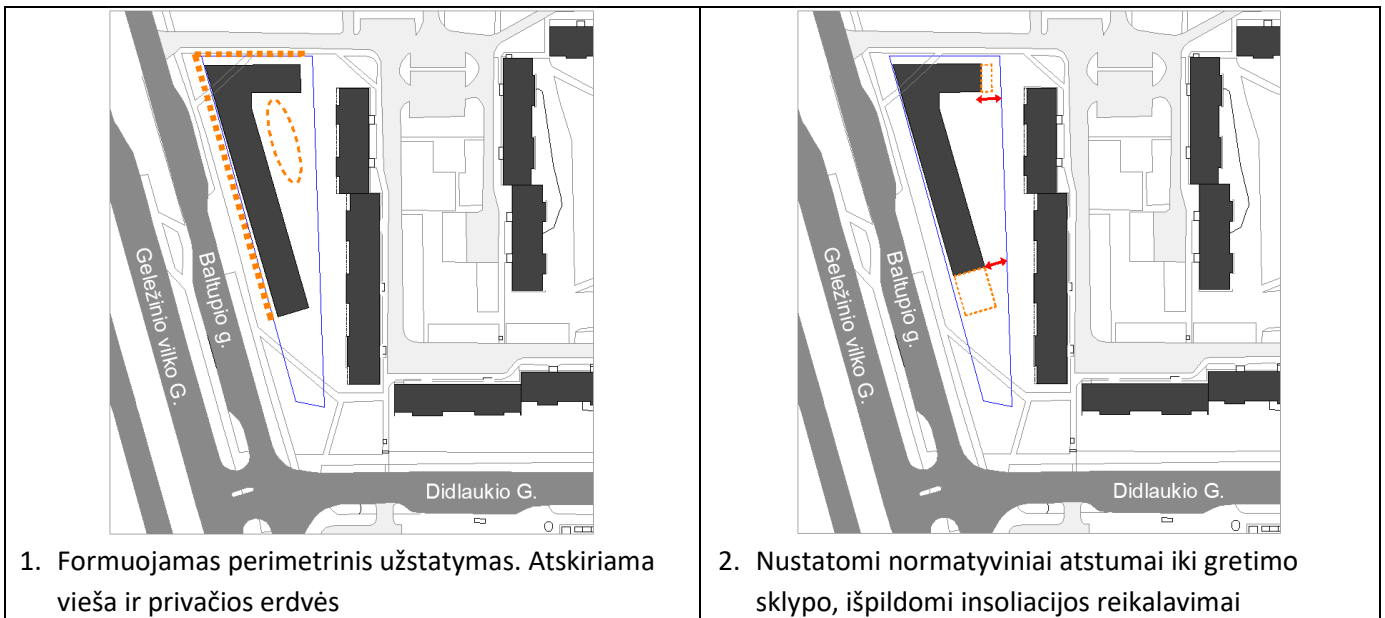 Geležinio vilko G.
Baltupio g.
Didlaukio G.
1. Formuojamas perimetrinis užstatymas. Atskiriama
vieša ir privačios erdvės
Geležinio vilko G.
Baltupio g.
Didlaukio G.
2. Nustatomi normatyviniai atstumai iki gretimo
sklypo, išpildomi insoliacijos reikalavimai